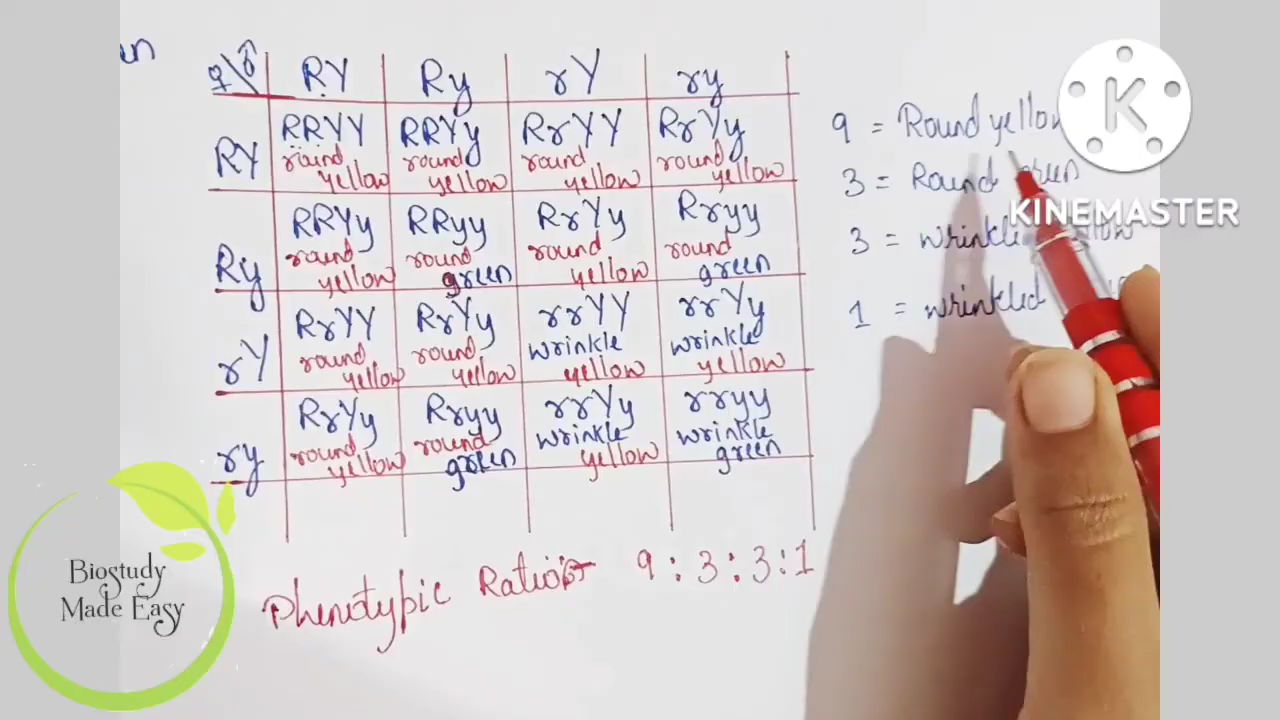 ♀\♂ RY Ry rY ry
RY RRYY RRYy RrYY RrYy
round yellow round yellow round yellow round yellow
Ry RRYy RRyy RrYy Rryy
round yellow round green round yellow round green
rY RrYY RrYy rrYY rrYy
round yellow round yellow wrinkle yellow wrinkle yellow
ry RrYy Rryy rrYy rryy
round yellow round green wrinkle yellow wrinkle green
Phenotypic Ratio:- 9:3:3:1
9 = Round yellow
3 = Round green
3 = wrinkle
1 = wrinkled
K
KINEMASTER
Biostudy
Made Easy